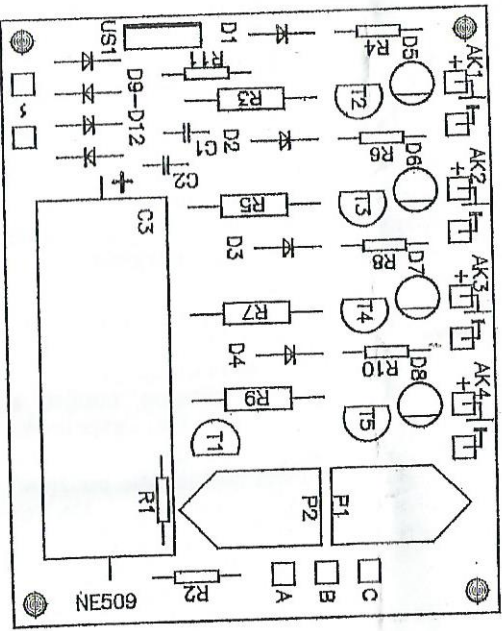 US1
D1
R4
D5
AK1
+
R11
D9-D12
R3
T2
~
C1
D2
R6
D6
AK2
+
C2
+
C3
R5
T3
D3
R8
D7
AK3
+
R7
T4
D4
R10
D8
AK4
+
R9
T5
T1
R1
P2
P1
R2
A
B
C
NE509